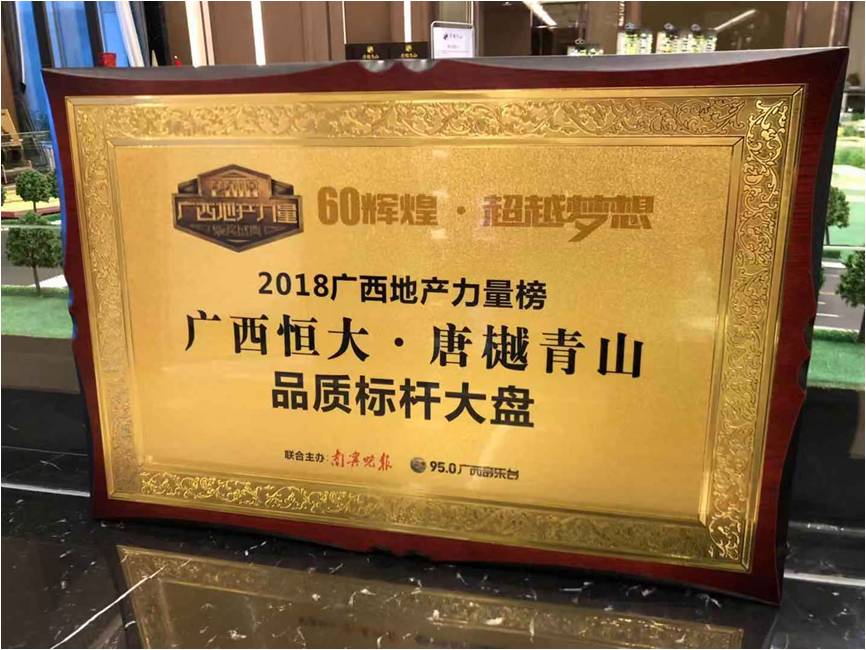 广西地产力量
60辉煌·超越梦想
2018广西地产力量榜
广西恒大·唐樾青山
品质标杆大盘
联合主办:南宁晚报 95.0广西音乐台